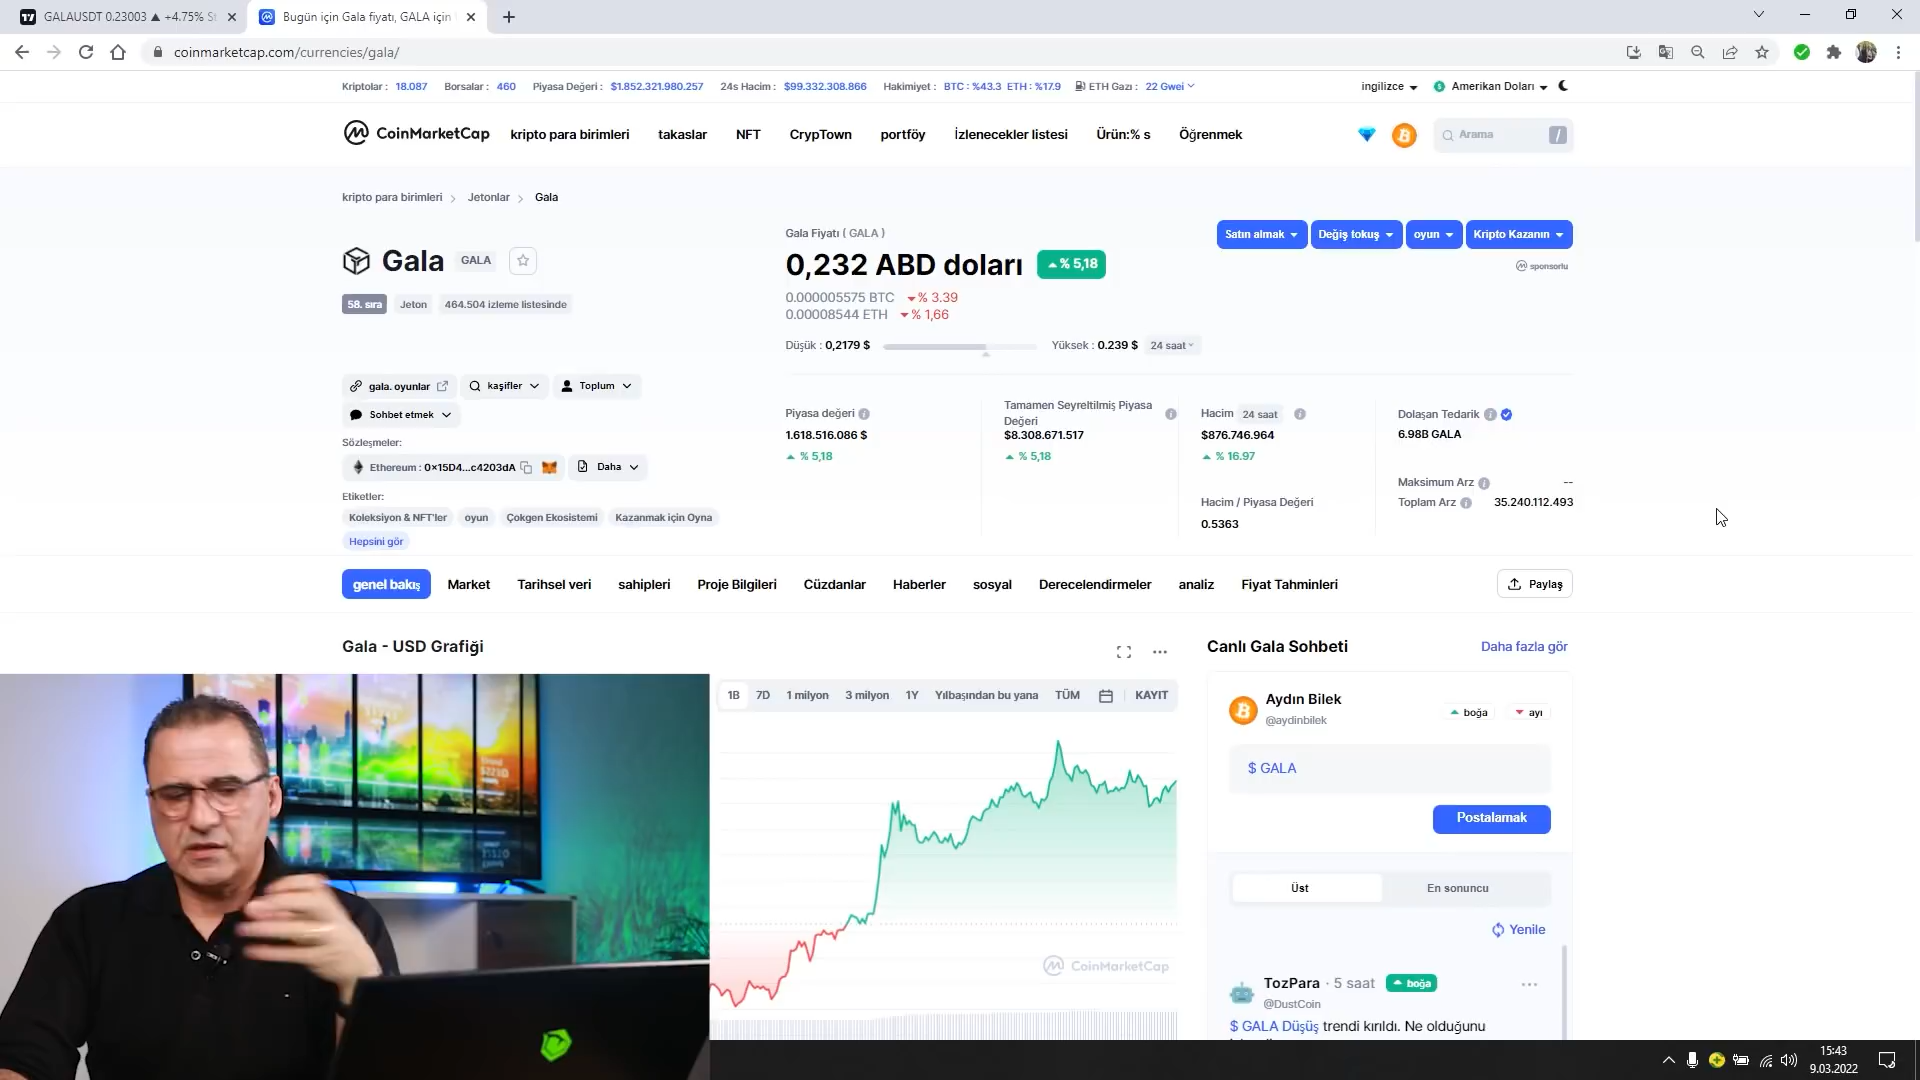 GALAUSDT 0.23003 ▲ +4.75%
Bugün için Gala fiyatı, GALA için
coinmarketcap.com/currencies/gala/
Kriptolar : 18.087 Borsalar : 460 Piyasa Değeri : $1.852.321.980.257 24s Hacim : $99.332.308.866 Hakimiyet : BTC : %43.3 ETH : %17.9 ETH Gazı : 22 Gwei
ingilizce Amerikan Doları
CoinMarketCap kripto para birimleri takaslar NFT CrypTown portföy İzlenecekler listesi Ürün:% s Öğrenmek
Arama /
kripto para birimleri > Jetonlar > Gala
Gala GALA
58. sıra Jeton 464.504 izleme listesinde
gala. oyunlar kaşifler Toplum
Sohbet etmek
Sözleşmeler:
Ethereum : 0×15D4...c4203dA Daha
Etiketler:
Koleksiyon & NFT'ler oyun Çokgen Ekosistemi Kazanmak için Oyna
Hepsini gör
Gala Fiyatı ( GALA )
0,232 ABD doları % 5,18
0.000005575 BTC % 3.39
0.00008544 ETH % 1,66
Düşük : 0,2179 $ Yüksek : 0.239 $ 24 saat
Satın almak Değiş tokuş oyun Kripto Kazanın
sponsorlu
Piyasa değeri
1.618.516.086 $
% 5,18
Tamamen Seyreltilmiş Piyasa
Değeri
$8.308.671.517
% 5,18
Hacim 24 saat
$876.746.964
% 16.97
Hacim / Piyasa Değeri
0.5363
Dolaşan Tedarik
6.98B GALA
Maksimum Arz --
Toplam Arz 35.240.112.493
genel bakış Market Tarihsel veri sahipleri Proje Bilgileri Cüzdanlar Haberler sosyal Derecelendirmeler analiz Fiyat Tahminleri
Paylaş
Gala - USD Grafiği
1B 7D 1 milyon 3 milyon 1Y Yılbaşından bu yana TÜM KAYIT
CoinMarketCap
Canlı Gala Sohbeti Daha fazla gör
Aydın Bilek
@aydinbilek
boğa ayı
$ GALA
Postalamak
Üst En sonuncu
Yenile
TozPara · 5 saat boğa
@DustCoin
$ GALA Düşüş trendi kırıldı. Ne olduğunu
15:43
9.03.2022